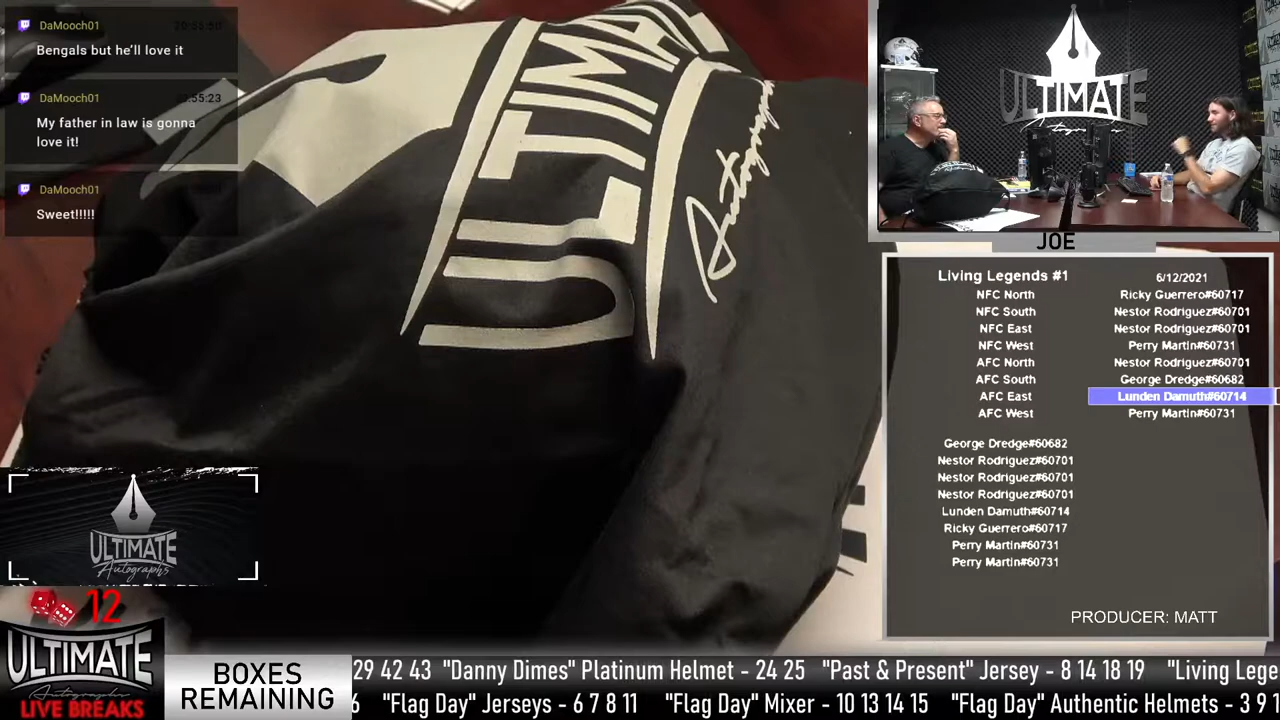 DaMooch01
Bengals but he'll love it
DaMooch01
My father in law is gonna
love it!
DaMooch01
Sweet!!!!!
ULTIMATE
Autographs
ULTIMATE
Autographs
JOE
Living Legends #1 6/12/2021
NFC North Ricky Guerrero#60717
NFC South Nestor Rodriguez#60701
NFC East Nestor Rodriguez#60701
NFC West Perry Martin#60731
AFC North Nestor Rodriguez#60701
AFC South George Dredge#60682
AFC East Lunden Damuth#60714
AFC West Perry Martin#60731
George Dredge#60682
Nestor Rodriguez#60701
Nestor Rodriguez#60701
Nestor Rodriguez#60701
Lunden Damuth#60714
Ricky Guerrero#60717
Perry Martin#60731
Perry Martin#60731
PRODUCER: MATT
ULTIMATE
Autographs
12
ULTIMATE
Autographs
LIVE BREAKS
BOXES
REMAINING
29 42 43 "Danny Dimes" Platinum Helmet - 24 25 "Past & Present" Jersey - 8 14 18 19 "Living Lege
6 "Flag Day" Jerseys - 6 7 8 11 "Flag Day" Mixer - 10 13 14 15 "Flag Day" Authentic Helmets - 3 9 1